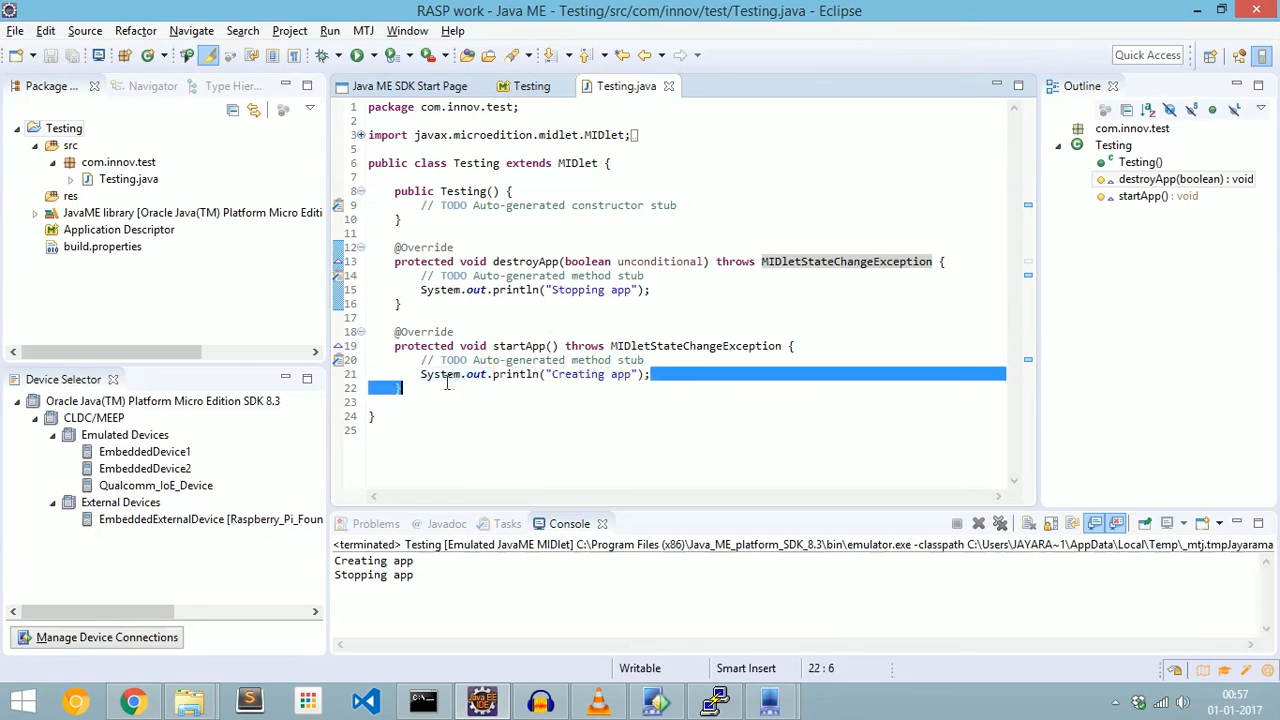 RASP work - Java ME - Testing/src/com/innov/test/Testing.java - Eclipse
File Edit Source Refactor Navigate Search Project Run MTJ Window Help
Quick Access
Package ...
Navigator
Type Hier...
Testing
src
com.innov.test
Testing.java
res
JavaME library [Oracle Java(TM) Platform Micro Editi
Application Descriptor
build.properties
Device Selector
Oracle Java(TM) Platform Micro Edition SDK 8.3
CLDC/MEEP
Emulated Devices
EmbeddedDevice1
EmbeddedDevice2
Qualcomm_IoE_Device
External Devices
EmbeddedExternalDevice [Raspberry_Pi_Foun
Manage Device Connections
Java ME SDK Start Page
Testing
Testing.java
1 package com.innov.test;
2
3 import javax.microedition.midlet.MIDlet;
5
6 public class Testing extends MIDlet {
7
8 public Testing() {
9 // TODO Auto-generated constructor stub
10 }
11
12 @Override
13 protected void destroyApp(boolean unconditional) throws MIDletStateChangeException {
14 // TODO Auto-generated method stub
15 System.out.println("Stopping app");
16 }
17
18 @Override
19 protected void startApp() throws MIDletStateChangeException {
20 // TODO Auto-generated method stub
21 System.out.println("Creating app");
22 }
23
24 }
25
Outline
com.innov.test
Testing
Testing()
destroyApp(boolean) : void
startApp() : void
Problems
Javadoc
Tasks
Console
<terminated> Testing [Emulated JavaME MIDlet] C:\Program Files (x86)\Java_ME_platform_SDK_8.3\bin\emulator.exe -classpath C:\Users\JAYARA~1\AppData\Local\Temp\_mtj.tmpJayarama
Creating app
Stopping app
Writable
Smart Insert
22 : 6
00:57
01-01-2017